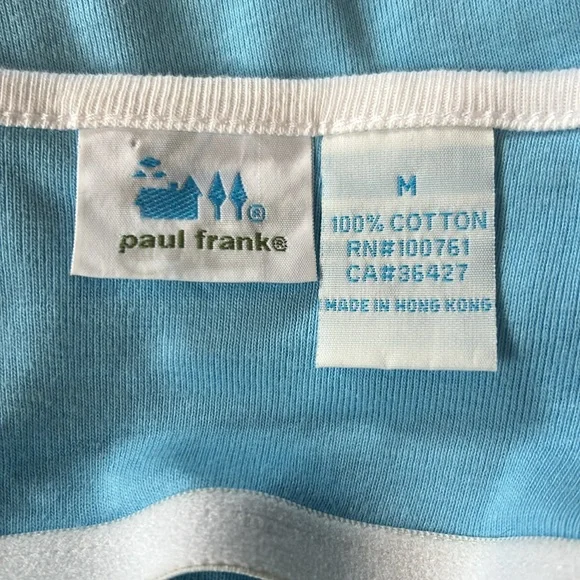 ®
paul frank®
M
100% COTTON
RN#100761
CA#36427
MADE IN HONG KONG